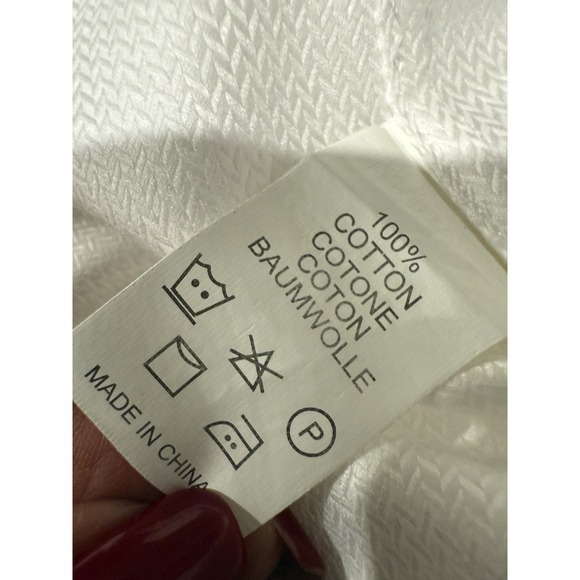 100%
COTTON
COTONE
COTON
BAUMWOLLE
P
MADE IN CHINA